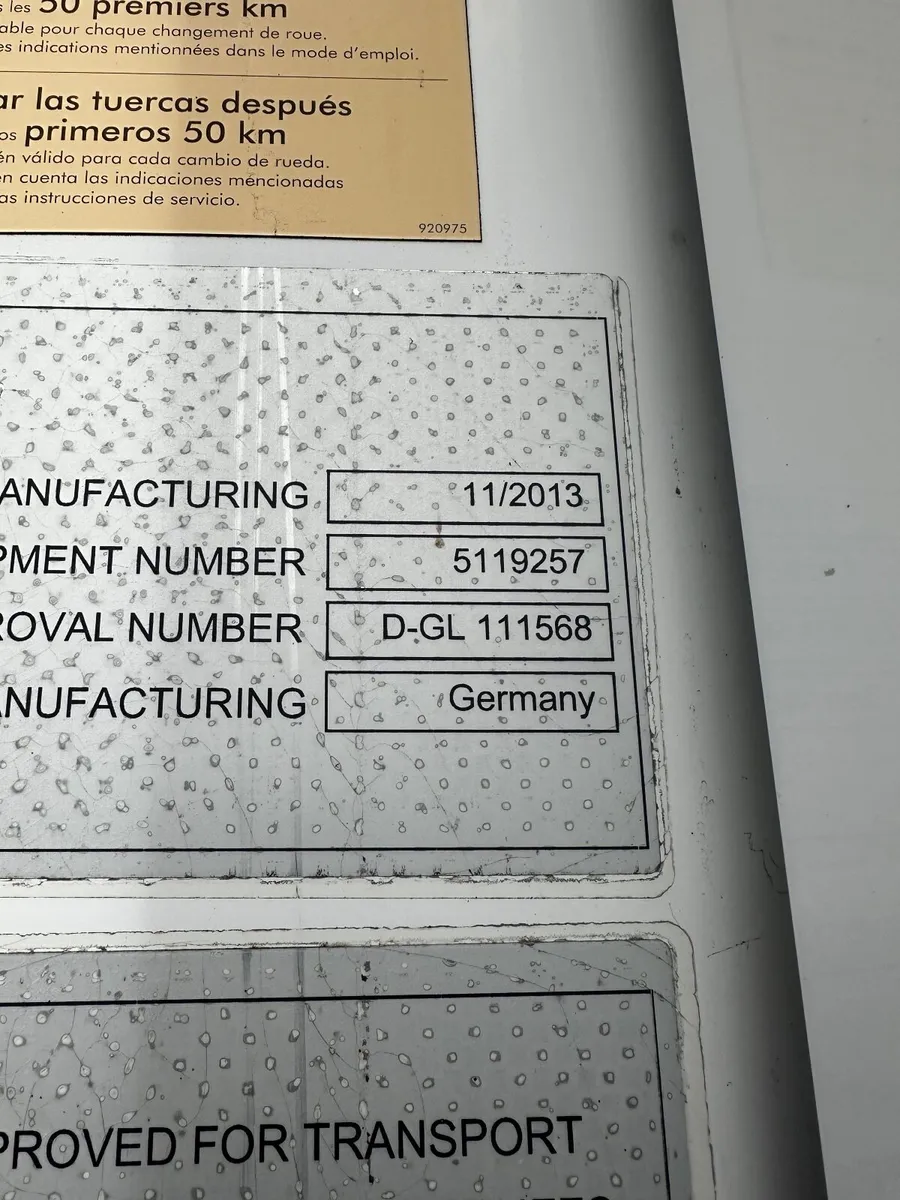 les 50 premiers km
able pour chaque changement de roue.
es indications mentionnées dans le mode d'emploi.
ar las tuercas después
os primeros 50 km
én válido para cada cambio de rueda.
en cuenta las indicaciones mencionadas
as instrucciones de servicio.
920975
ANUFACTURING 11/2013
PMENT NUMBER 5119257
ROVAL NUMBER D-GL 111568
ANUFACTURING Germany
PROVED FOR TRANSPORT